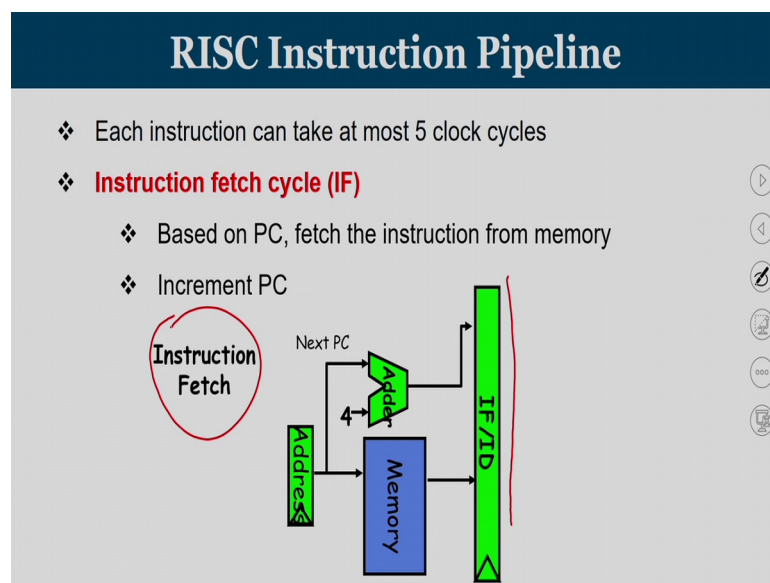 RISC Instruction Pipeline
❖ Each instruction can take at most 5 clock cycles
❖ Instruction fetch cycle (IF)
❖ Based on PC, fetch the instruction from memory
❖ Increment PC
Instruction
Fetch
Next PC
Adder
4
Address
Memory
IF/ID